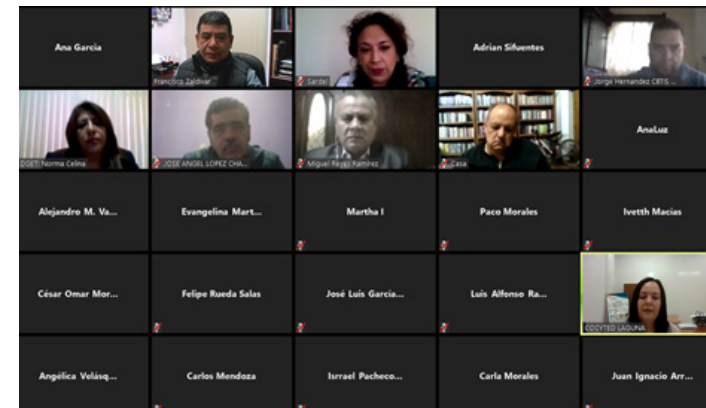 Ana Garcia
Francisco Zaldivar
Sardel
Adrian Sifuentes
Jorge Hernandez CBTIS ...
DGETI Norma Celina
JOSE ANGEL LOPEZ CHA...
Miguel Reyes Ramirez
Casa
AnaLuz
Alejandro M. Va...
Evangelina Mart...
Martha I
Paco Morales
Ivetth Macias
César Omar Mor...
Felipe Rueda Salas
José Luis García...
Luis Alfonso Ra...
COCYTED LAGUNA
Angélica Velásq...
Carlos Mendoza
Isrrael Pacheco...
Carla Morales
Juan Ignacio Arr...